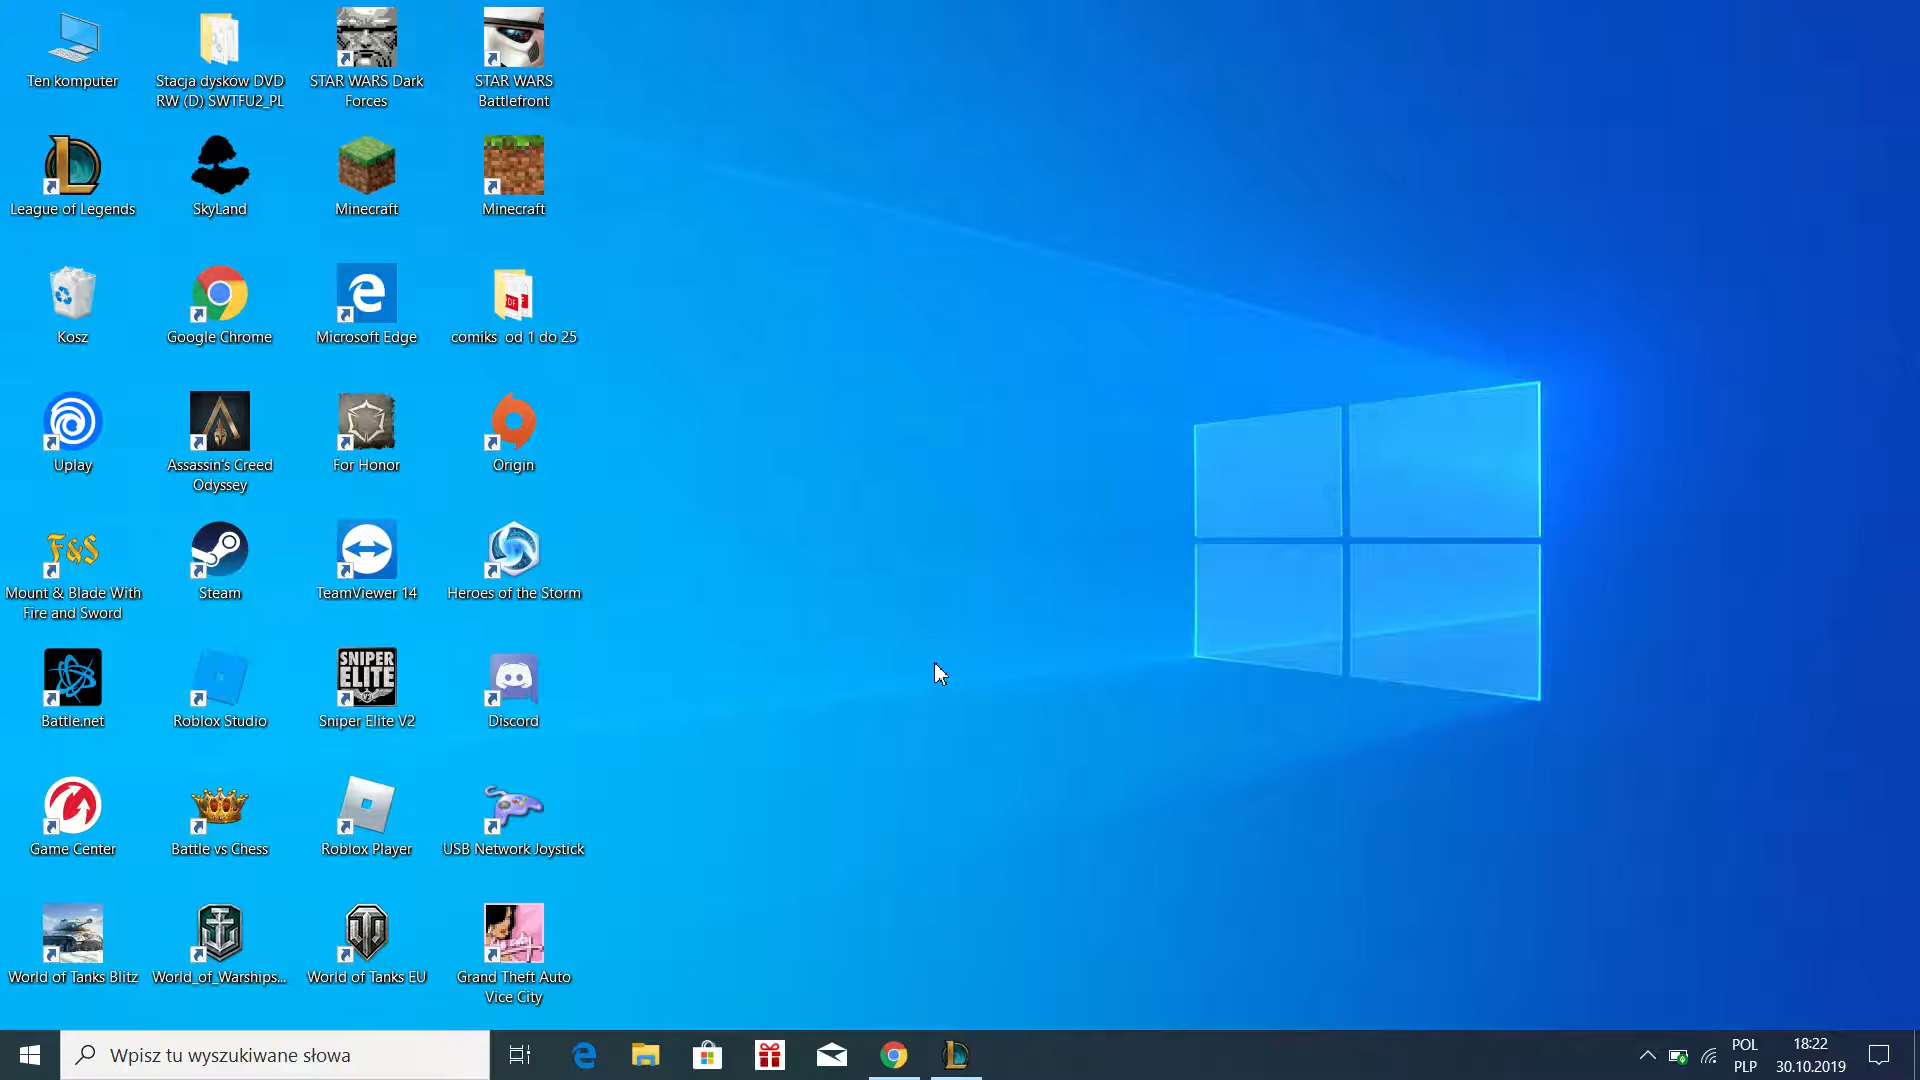 Ten komputer
Stacja dysków DVD
RW (D) SWTFU2_PL
STAR WARS Dark
Forces
STAR WARS
Battlefront
League of Legends
SkyLand
Minecraft
Minecraft
Kosz
Google Chrome
Microsoft Edge
PDF
comiks od 1 do 25
Uplay
Assassin's Creed
Odyssey
For Honor
Origin
F&S
Mount & Blade With
Fire and Sword
Steam
TeamViewer 14
Heroes of the Storm
Battle.net
Roblox Studio
SNIPER
ELITE
V2
Sniper Elite V2
Discord
Game Center
Battle vs Chess
Roblox Player
USB Network Joystick
World of Tanks Blitz
World_of_Warships...
World of Tanks EU
Grand Theft Auto
Vice City
Wpisz tu wyszukiwane słowa
POL
PLP
18:22
30.10.2019